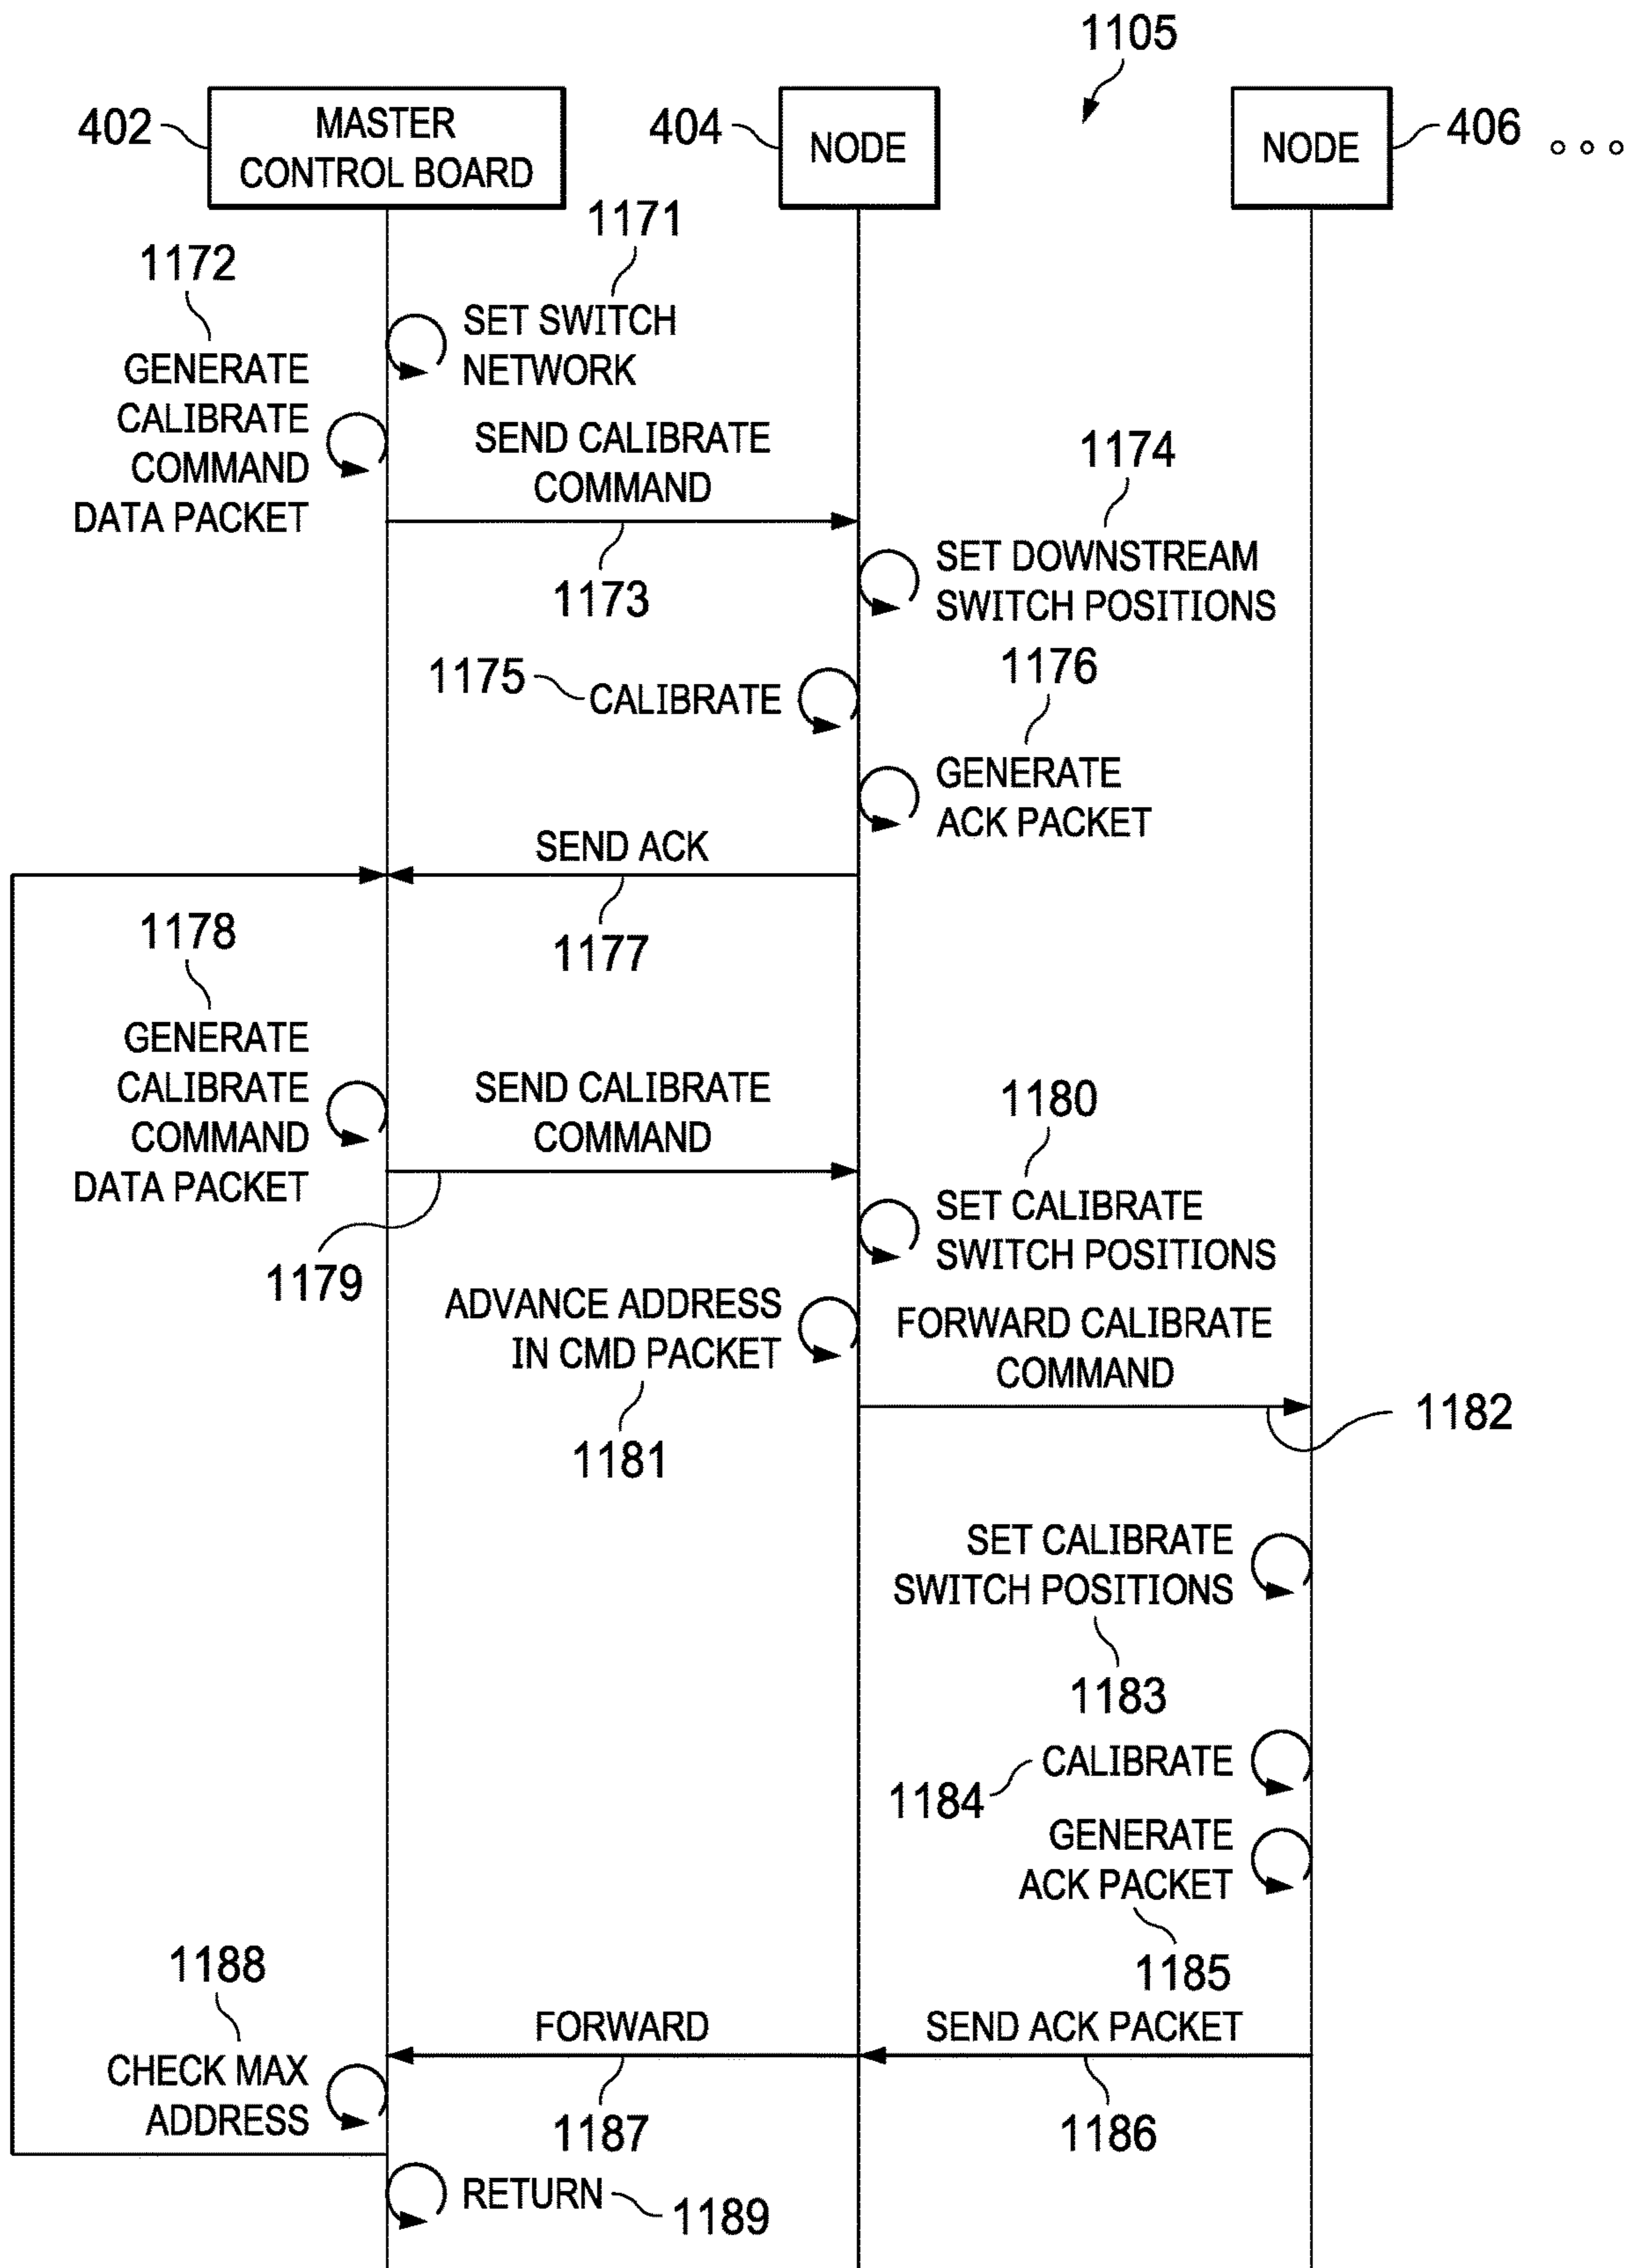 1105
402
MASTER
CONTROL BOARD
404
NODE
NODE
406
1171
1172
SET SWITCH
NETWORK
GENERATE
CALIBRATE
COMMAND
DATA PACKET
SEND CALIBRATE
COMMAND
1173
1174
SET DOWNSTREAM
SWITCH POSITIONS
1175
CALIBRATE
1176
GENERATE
ACK PACKET
SEND ACK
1177
1178
GENERATE
CALIBRATE
COMMAND
DATA PACKET
SEND CALIBRATE
COMMAND
1179
1180
SET CALIBRATE
SWITCH POSITIONS
ADVANCE ADDRESS
IN CMD PACKET
1181
FORWARD CALIBRATE
COMMAND
1182
SET CALIBRATE
SWITCH POSITIONS
1183
CALIBRATE
1184
GENERATE
ACK PACKET
1185
SEND ACK PACKET
1186
FORWARD
1187
1188
CHECK MAX
ADDRESS
RETURN
1189